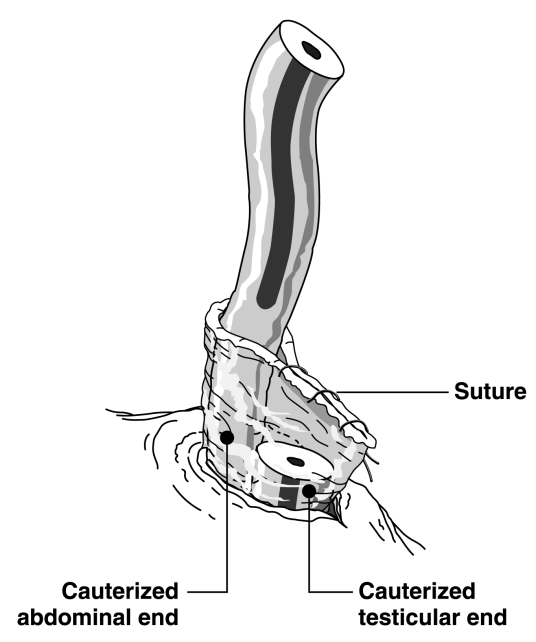 Suture
Cauterized
abdominal end
Cauterized
testicular end